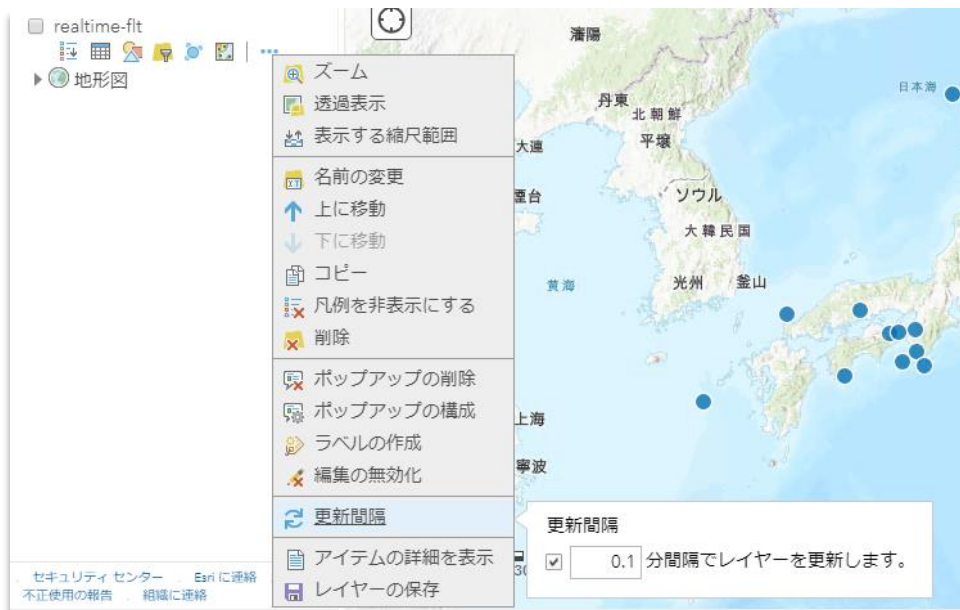 realtime-flt
地形図
ズーム
透過表示
表示する縮尺範囲
名前の変更
上に移動
下に移動
コピー
凡例を非表示にする
削除
ポップアップの削除
ポップアップの構成
ラベルの作成
編集の無効化
更新間隔
アイテムの詳細を表示
レイヤーの保存
更新間隔
0.1 分間隔でレイヤーを更新します。
瀋陽
丹東
北朝鮮
平壌
大連
日本海
ソウル
大韓民国
黄海
光州
釜山
上海
寧波
セキュリティ センター
Esri に連絡
不正使用の報告
組織に連絡